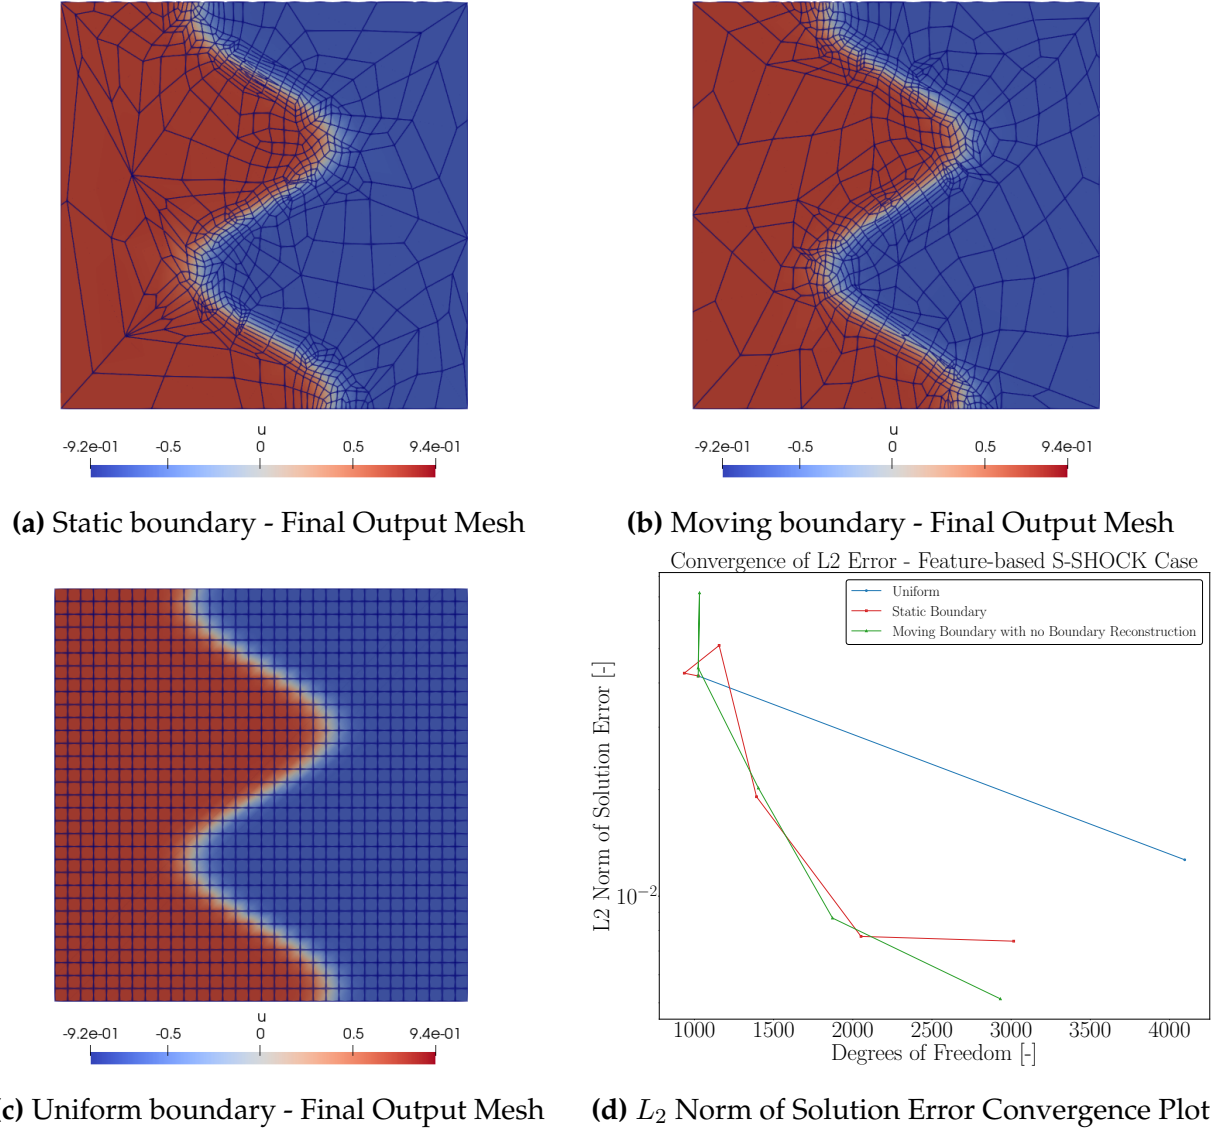 u
-9.2e-01 -0.5 0 0.5 9.4e-01
u
-9.2e-01 -0.5 0 0.5 9.4e-01
(a) Static boundary - Final Output Mesh
(b) Moving boundary - Final Output Mesh
u
-9.2e-01 -0.5 0 0.5 9.4e-01
Convergence of L2 Error - Feature-based S-SHOCK Case
Uniform
Static Boundary
Moving Boundary with no Boundary Reconstruction
L2 Norm of Solution Error [-]
10⁻²
1000 1500 2000 2500 3000 3500 4000
Degrees of Freedom [-]
c) Uniform boundary - Final Output Mesh
(d) L₂ Norm of Solution Error Convergence Plot